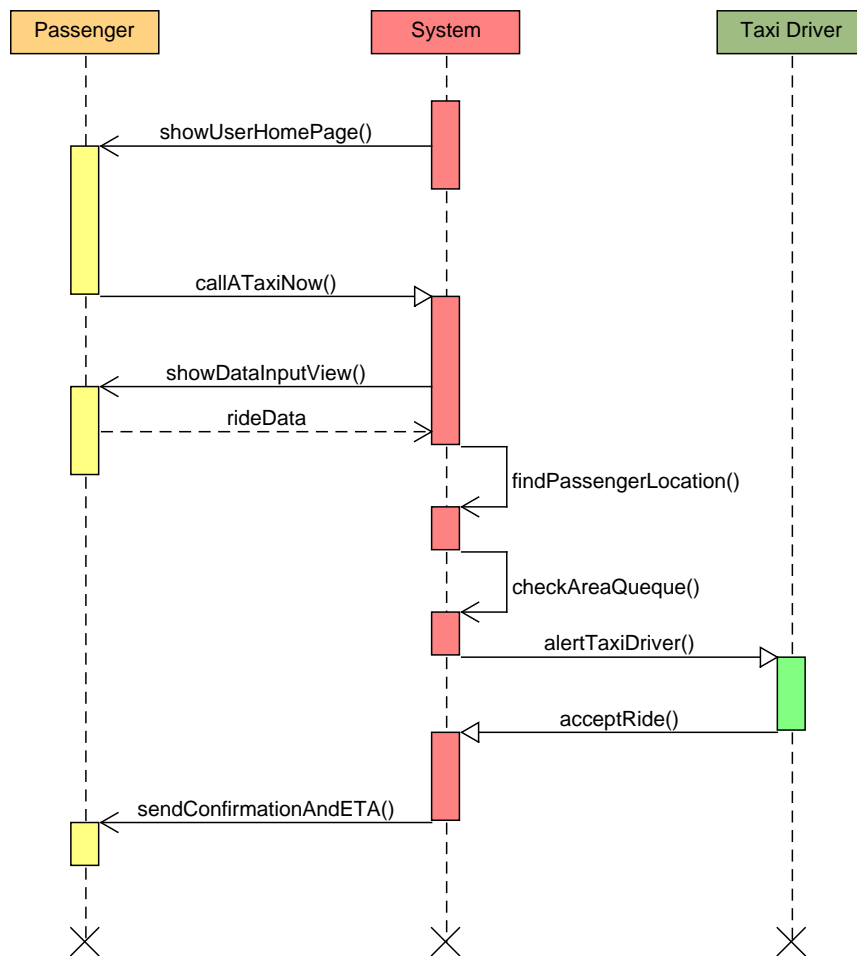 Passenger
System
Taxi Driver
showUserHomePage()
callATaxiNow()
showDataInputView()
rideData
findPassengerLocation()
checkAreaQueque()
alertTaxiDriver()
acceptRide()
sendConfirmationAndETA()